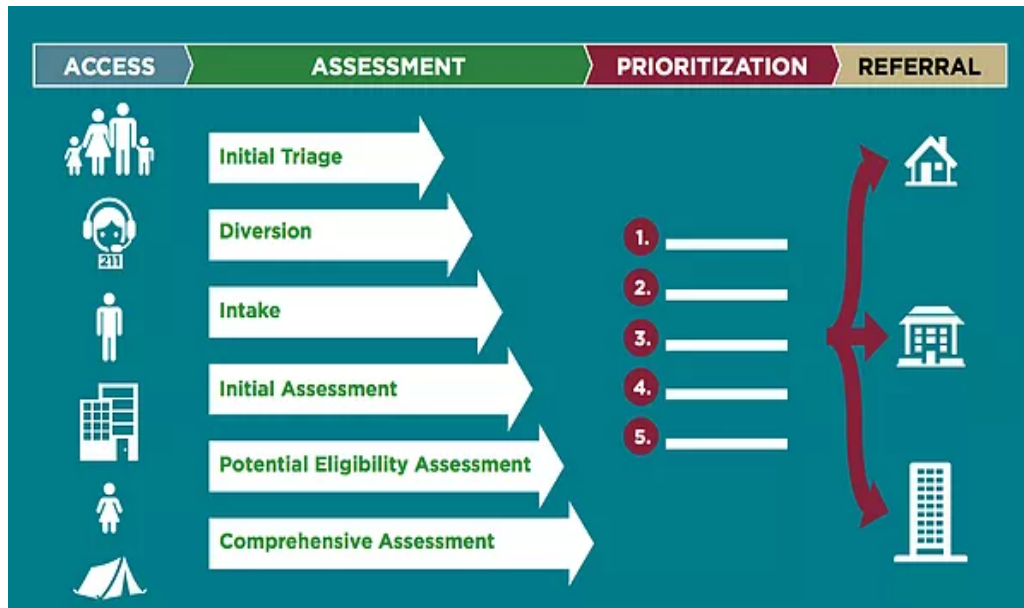 ACCESS
ASSESSMENT
PRIORITIZATION
REFERRAL
211
Initial Triage
Diversion
Intake
Initial Assessment
Potential Eligibility Assessment
Comprehensive Assessment
1.
2.
3.
4.
5.